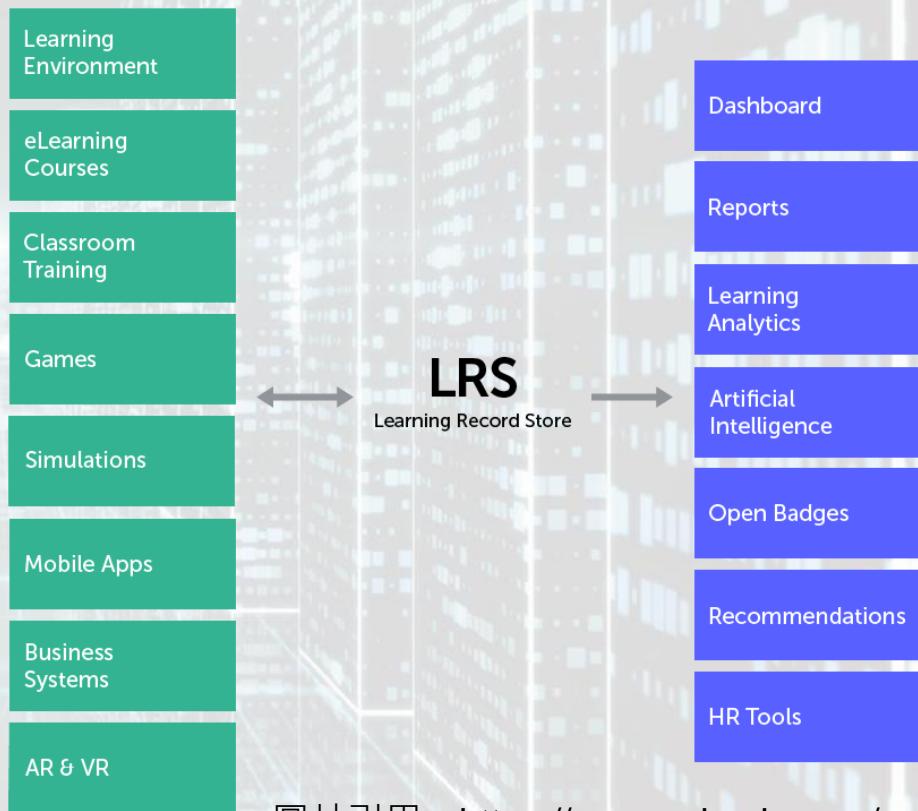 Learning
Environment
eLearning
Courses
Classroom
Training
Games
Simulations
Mobile Apps
Business
Systems
AR & VR
LRS
Learning Record Store
Dashboard
Reports
Learning
Analytics
Artificial
Intelligence
Open Badges
Recommendations
HR Tools